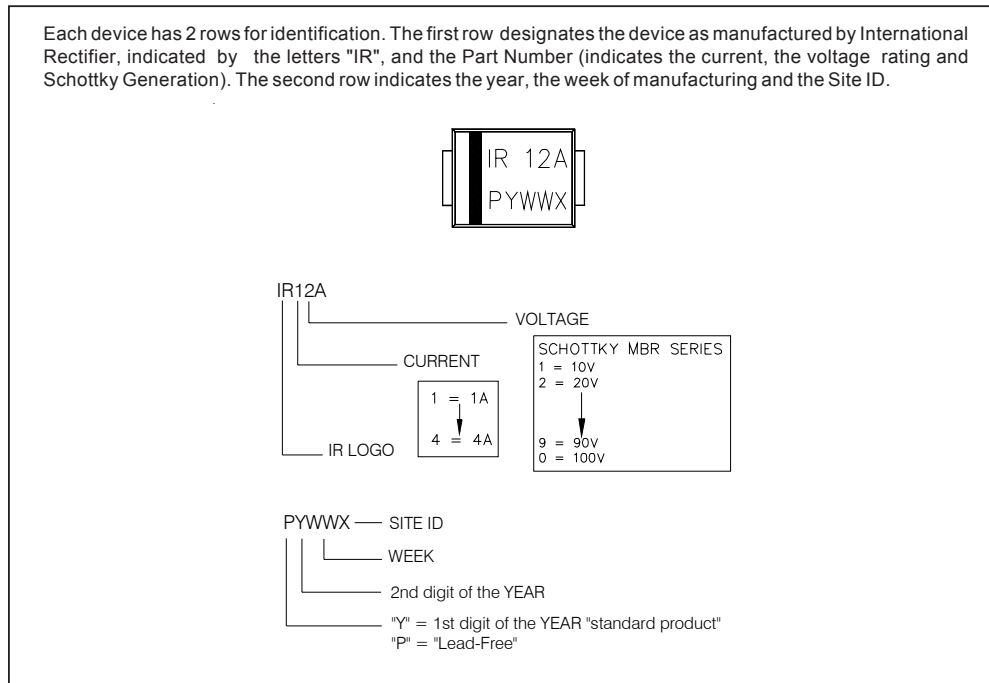 Each device has 2 rows for identification. The first row designates the device as manufactured by International
Rectifier, indicated by the letters "IR", and the Part Number (indicates the current, the voltage rating and
Schottky Generation). The second row indicates the year, the week of manufacturing and the Site ID.
IR 12A
PYWWX
IR12A
VOLTAGE
SCHOTTKY MBR SERIES
1 = 10V
2 = 20V
9 = 90V
0 = 100V
CURRENT
1 = 1A
4 = 4A
IR LOGO
PYWWX
SITE ID
WEEK
2nd digit of the YEAR
"Y" = 1st digit of the YEAR "standard product"
"P" = "Lead-Free"